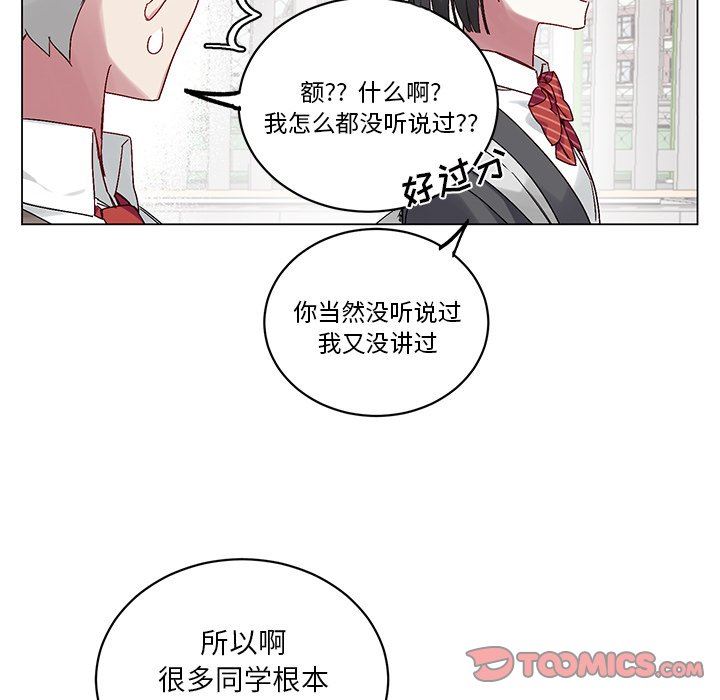 额?? 什么啊?
我怎么都没听说过??
好过分
你当然没听说过
我又没讲过
所以啊
很多同学根本
TOOMICS.COM